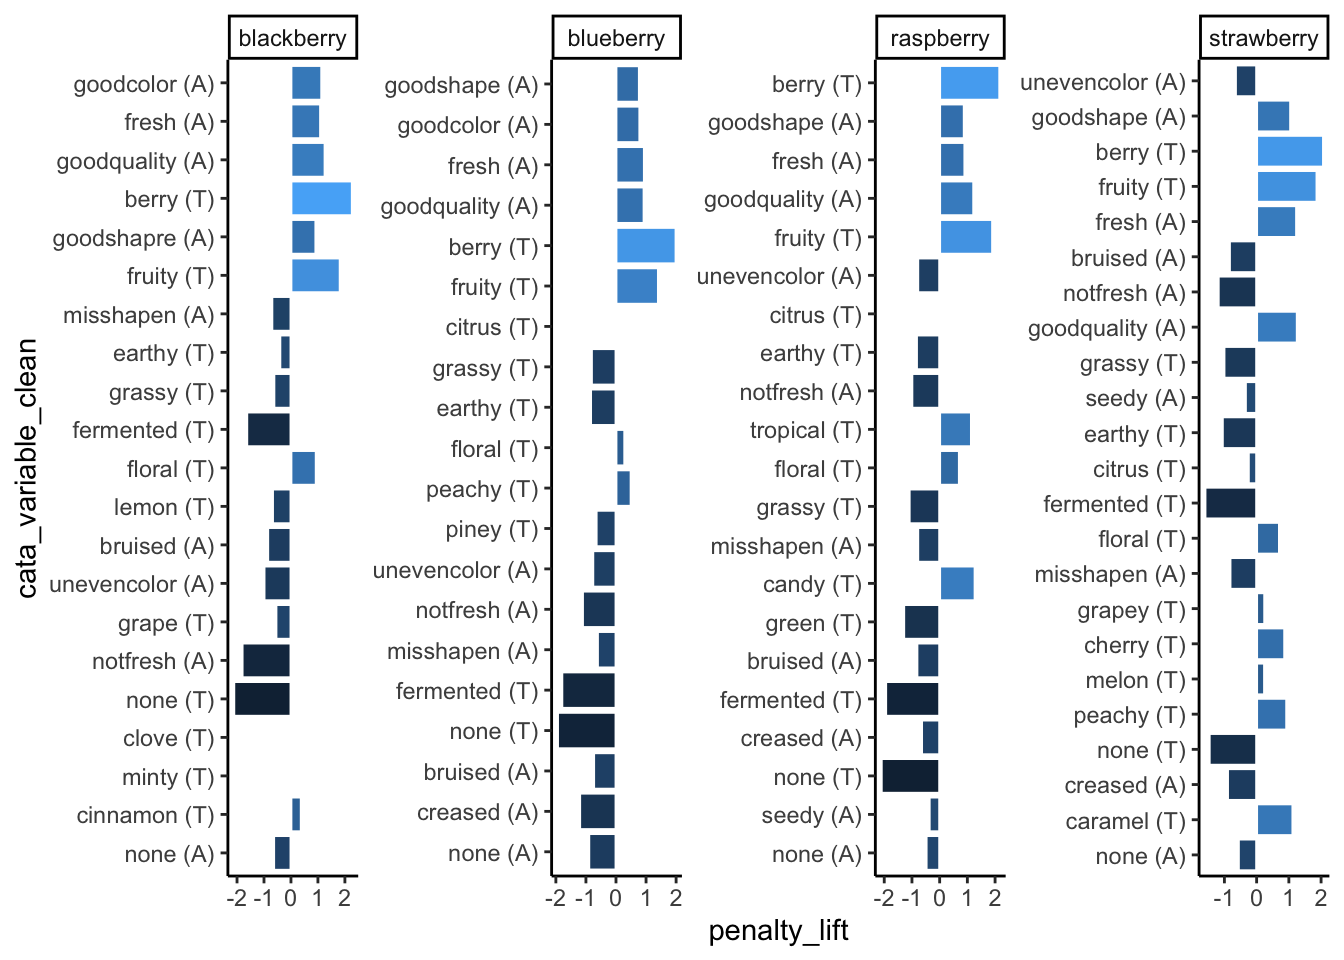 blackberry
goodcolor (A)
fresh (A)
goodquality (A)
berry (T)
goodshapre (A)
fruity (T)
misshapen (A)
earthy (T)
grassy (T)
fermented (T)
floral (T)
lemon (T)
bruised (A)
unevencolor (A)
grape (T)
notfresh (A)
none (T)
clove (T)
minty (T)
cinnamon (T)
none (A)
-2 -1 0 1 2
blueberry
goodshape (A)
goodcolor (A)
fresh (A)
goodquality (A)
berry (T)
fruity (T)
citrus (T)
grassy (T)
earthy (T)
floral (T)
peachy (T)
piney (T)
unevencolor (A)
notfresh (A)
misshapen (A)
fermented (T)
none (T)
bruised (A)
creased (A)
none (A)
-2 -1 0 1 2
raspberry
berry (T)
goodshape (A)
fresh (A)
goodquality (A)
fruity (T)
unevencolor (A)
citrus (T)
earthy (T)
notfresh (A)
tropical (T)
floral (T)
grassy (T)
misshapen (A)
candy (T)
green (T)
bruised (A)
fermented (T)
creased (A)
none (T)
seedy (A)
none (A)
-2 -1 0 1 2
strawberry
unevencolor (A)
goodshape (A)
berry (T)
fruity (T)
fresh (A)
bruised (A)
notfresh (A)
goodquality (A)
grassy (T)
seedy (A)
earthy (T)
citrus (T)
fermented (T)
floral (T)
misshapen (A)
grapey (T)
cherry (T)
melon (T)
peachy (T)
none (T)
creased (A)
caramel (T)
none (A)
-1 0 1 2
cata_variable_clean
penalty_lift